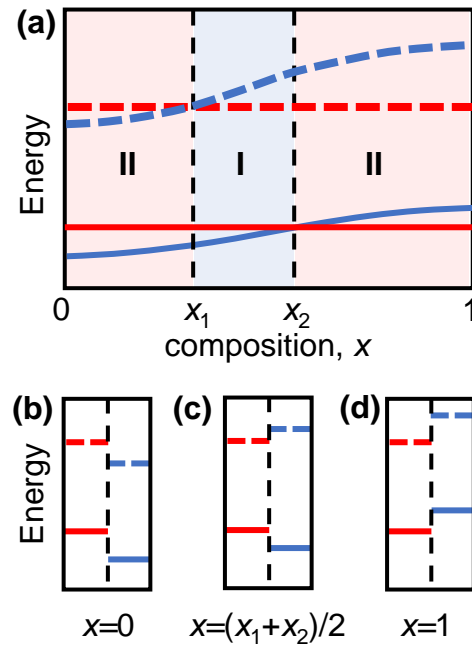 (a)
Energy
II I II
0 x₁ x₂ 1
composition, x
(b) (c) (d)
Energy
x=0 x=(x₁+x₂)/2 x=1